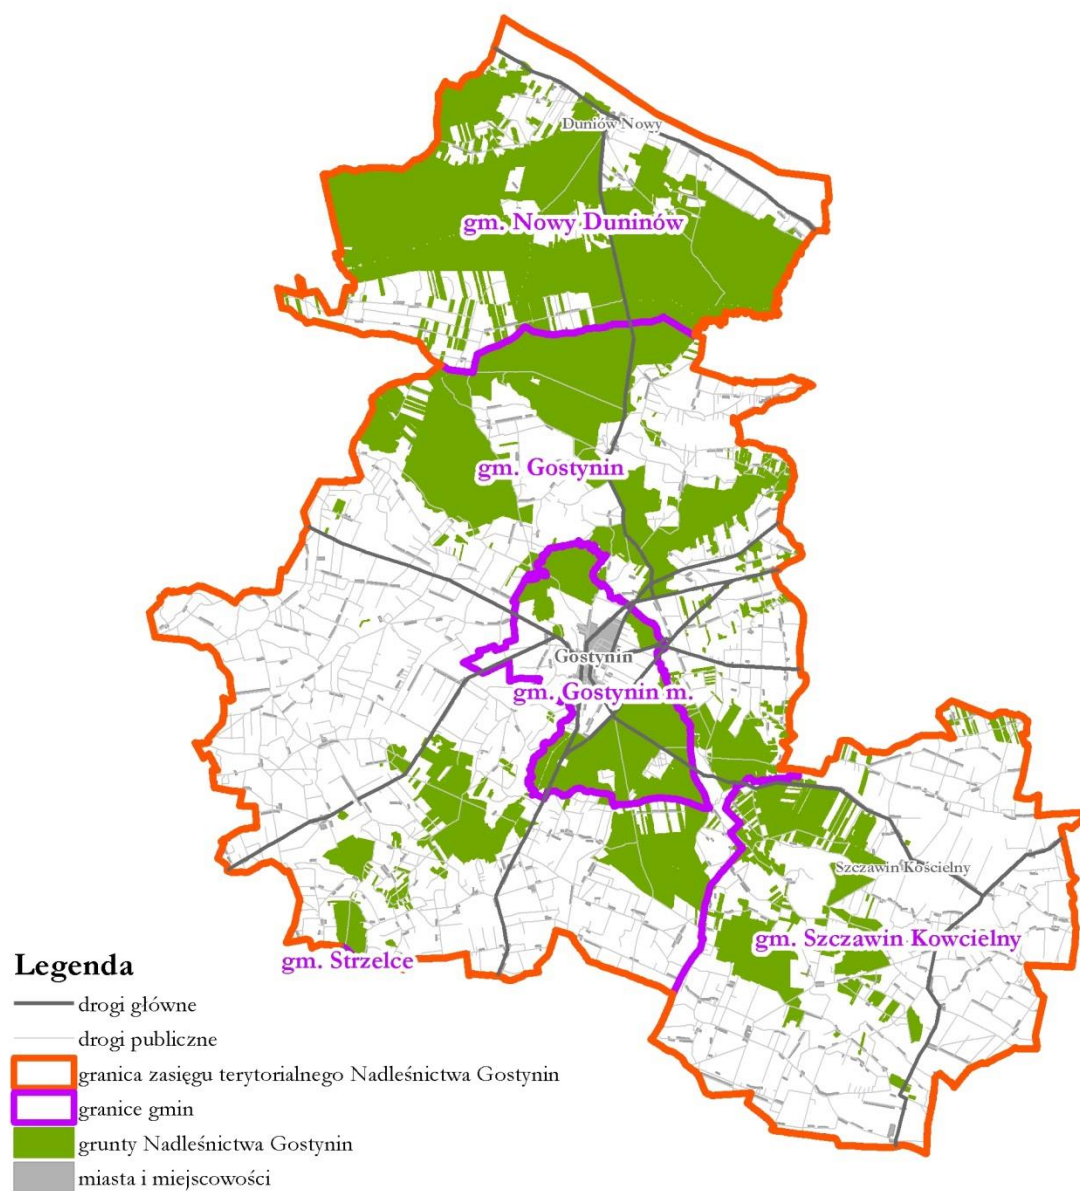 Duniów Nowy
gm. Nowy Duninów
gm. Gostynin
Gostynin
gm. Gostynin m.
Szczawin Kościelny
gm. Szczawin Kowcielny
gm. Strzelce
Legenda
drogi główne
drogi publiczne
granica zasięgu terytorialnego Nadleśnictwa Gostynin
granice gmin
grunty Nadleśnictwa Gostynin
miasta i miejscowości